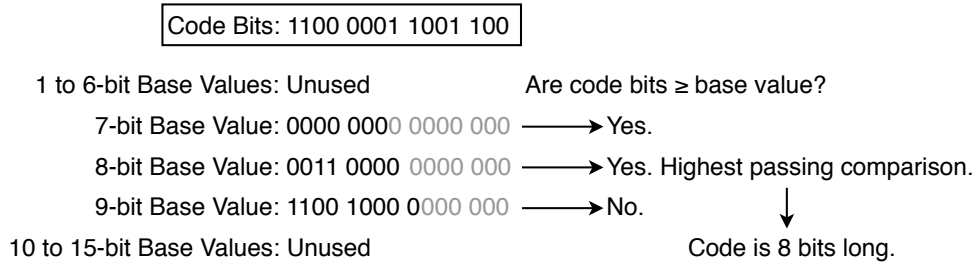 Code Bits: 1100 0001 1001 100
1 to 6-bit Base Values: Unused Are code bits ≥ base value?
7-bit Base Value: 0000 0000 0000 000 Yes.
8-bit Base Value: 0011 0000 0000 000 Yes. Highest passing comparison.
9-bit Base Value: 1100 1000 0000 000 No.
10 to 15-bit Base Values: Unused Code is 8 bits long.